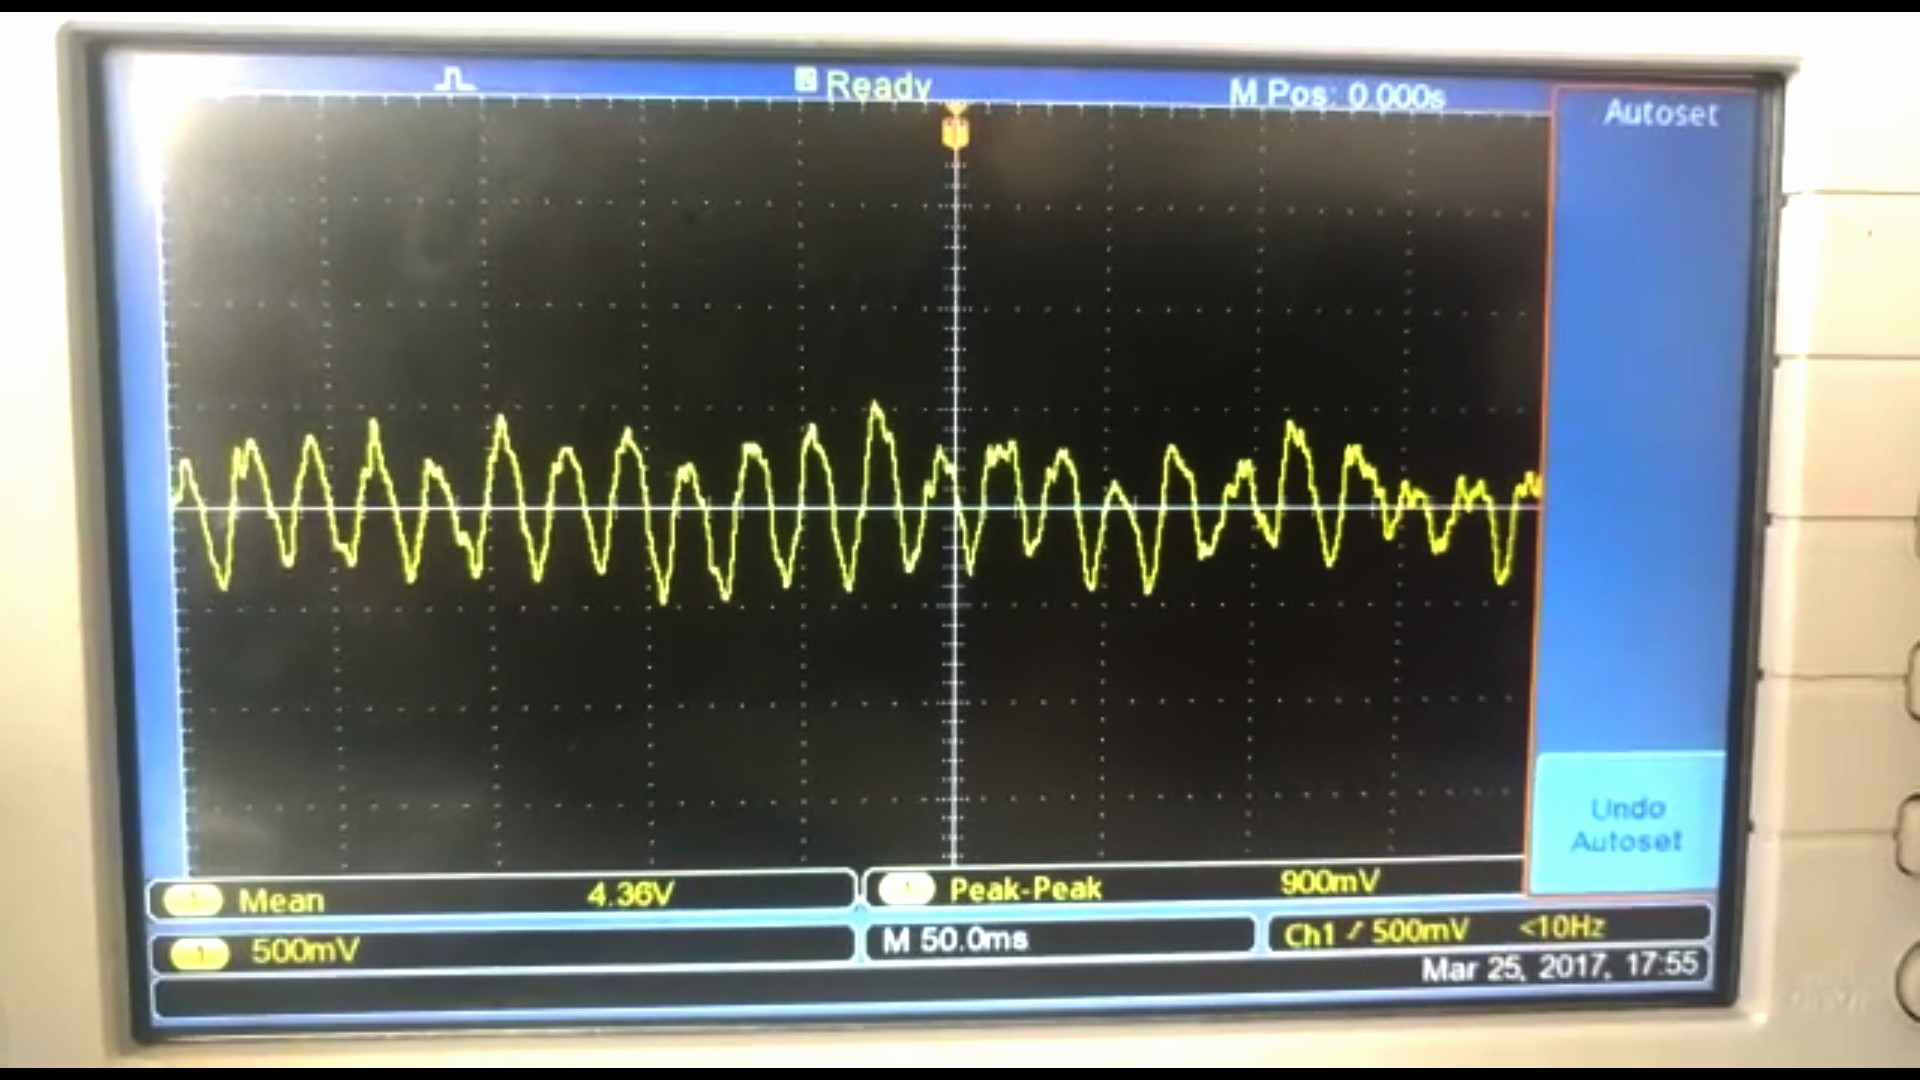 Ready M Pos: 0.000s
Autoset
Undo
Autoset
1 Mean 4.36V
1 Peak-Peak 900mV
1 500mV
M 50.0ms
Ch1 500mV <10Hz
Mar 25, 2017, 17:55